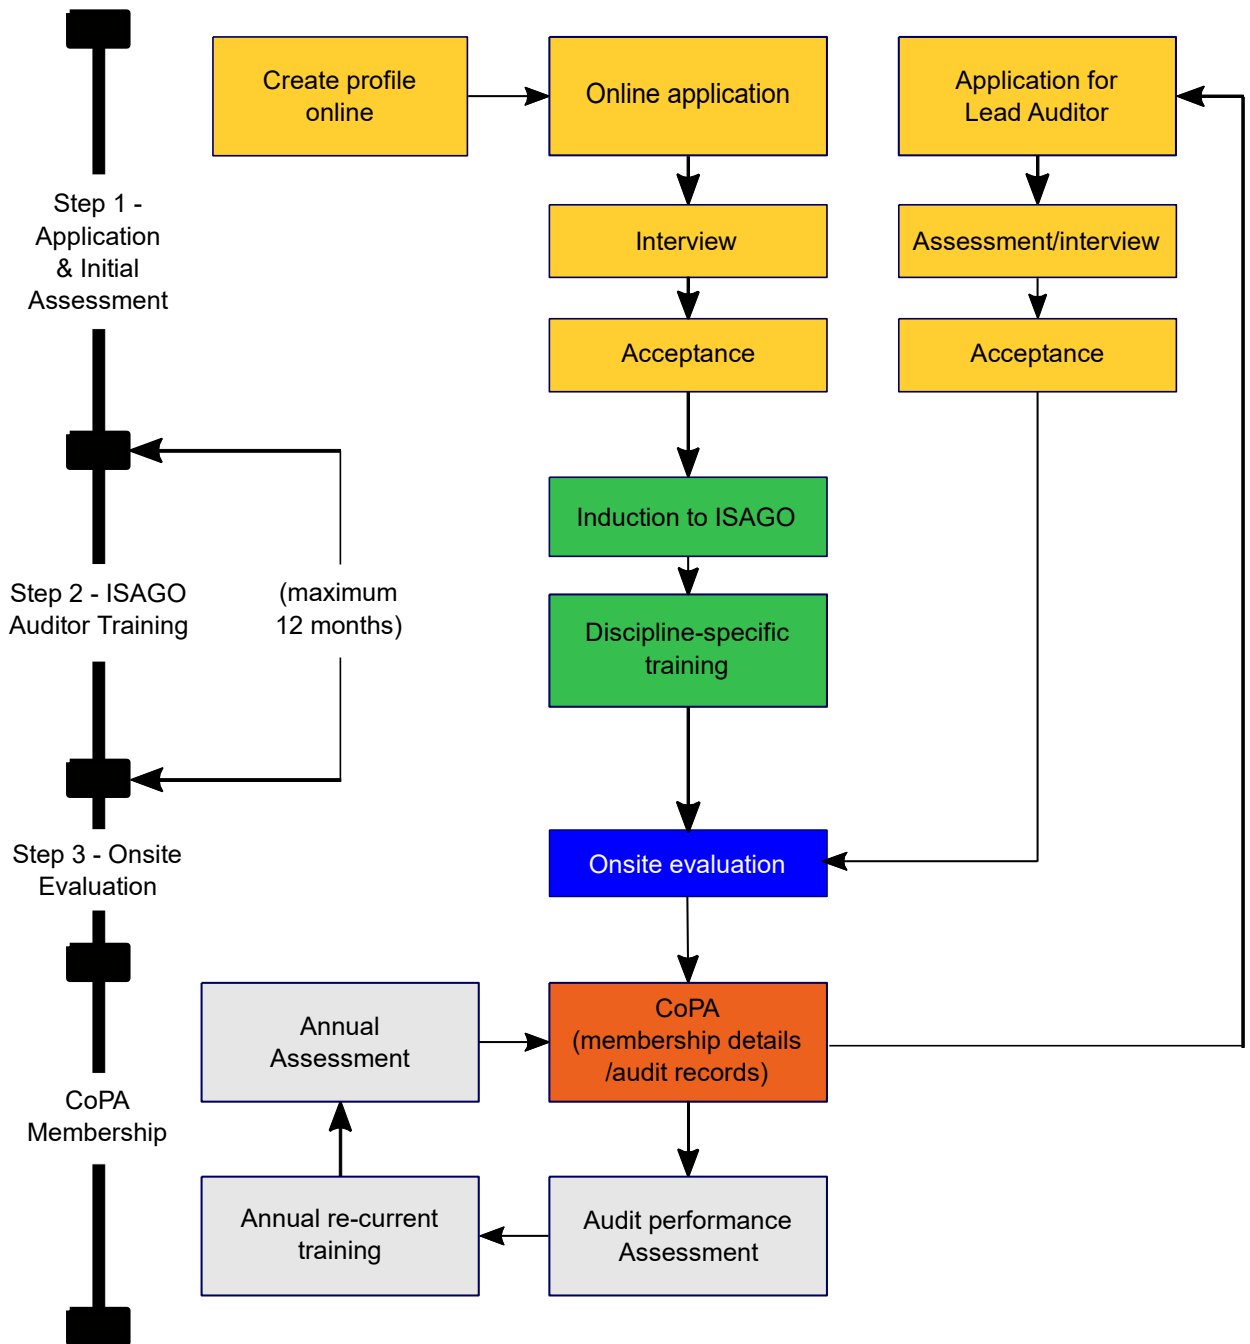 Create profile
online
Online application
Application for
Lead Auditor
Step 1 -
Application
& Initial
Assessment
Interview
Assessment/interview
Acceptance
Acceptance
Induction to ISAGO
Step 2 - ISAGO
Auditor Training
(maximum
12 months)
Discipline-specific
training
Step 3 - Onsite
Evaluation
Onsite evaluation
Annual
Assessment
CoPA
(membership details
/audit records)
CoPA
Membership
Annual re-current
training
Audit performance
Assessment